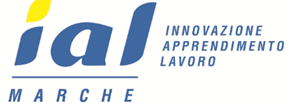 ial
INNOVAZIONE
APPRENDIMENTO
LAVORO
MARCHE